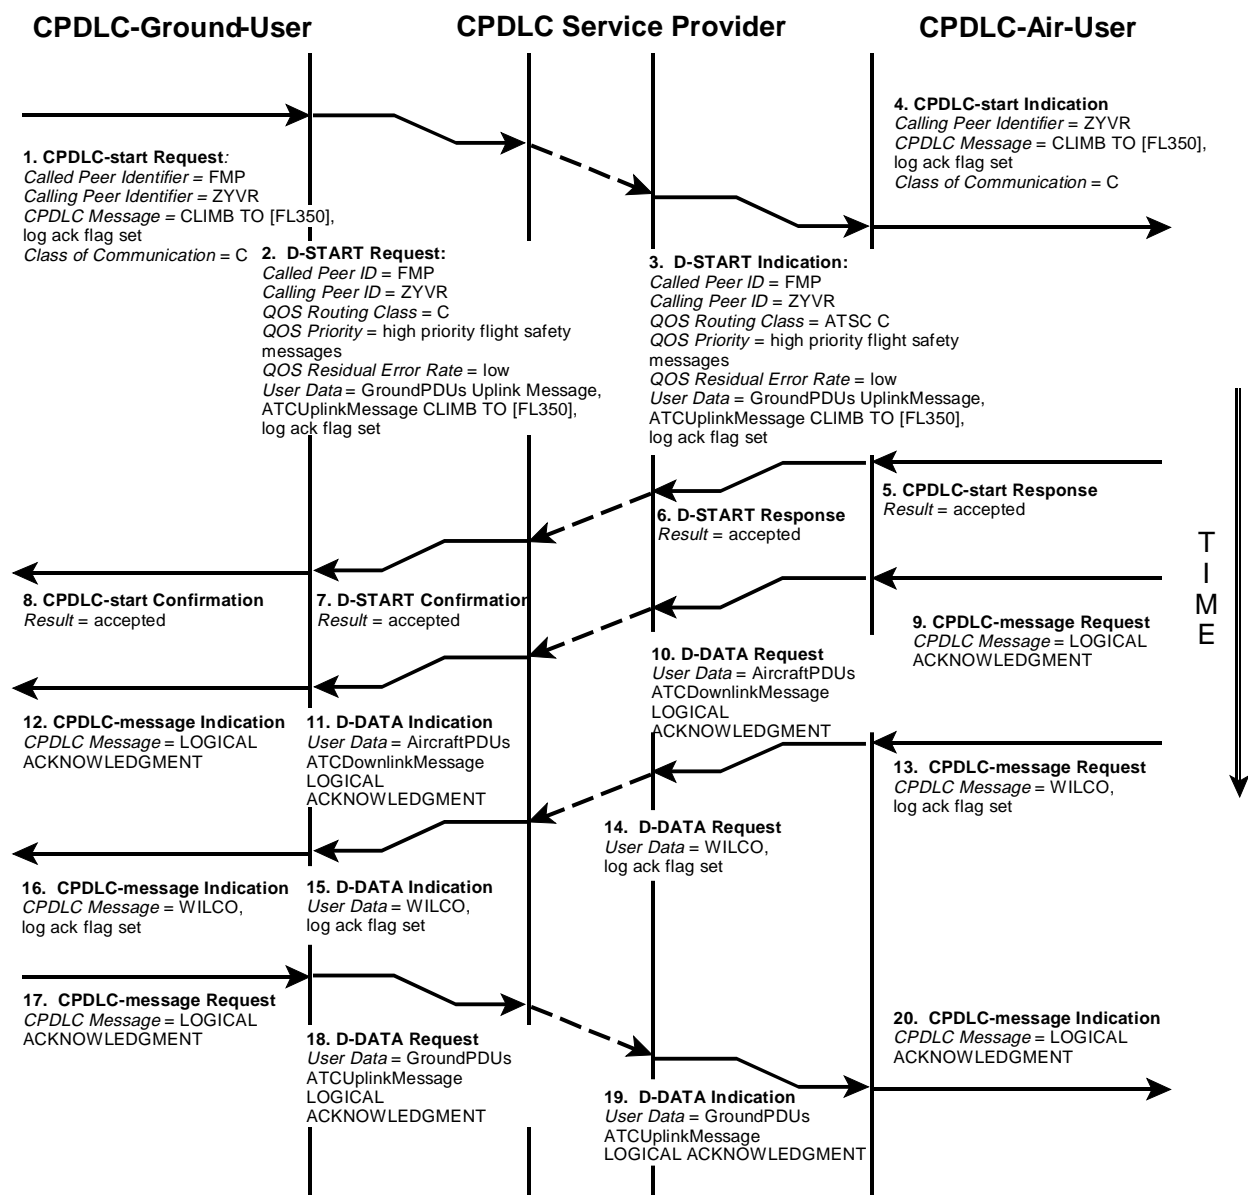 CPDLC-Ground-User
CPDLC Service Provider
CPDLC-Air-User
1. CPDLC-start Request:
Called Peer Identifier = FMP
Calling Peer Identifier = ZYVR
CPDLC Message = CLIMB TO [FL350],
log ack flag set
Class of Communication = C
2. D-START Request:
Called Peer ID = FMP
Calling Peer ID = ZYVR
QOS Routing Class = C
QOS Priority = high priority flight safety
messages
QOS Residual Error Rate = low
User Data = GroundPDUs Uplink Message,
ATCUplinkMessage CLIMB TO [FL350],
log ack flag set
3. D-START Indication:
Called Peer ID = FMP
Calling Peer ID = ZYVR
QOS Routing Class = ATSC C
QOS Priority = high priority flight safety
messages
QOS Residual Error Rate = low
User Data = GroundPDUs UplinkMessage,
ATCUplinkMessage CLIMB TO [FL350],
log ack flag set
4. CPDLC-start Indication
Calling Peer Identifier = ZYVR
CPDLC Message = CLIMB TO [FL350],
log ack flag set
Class of Communication = C
5. CPDLC-start Response
Result = accepted
6. D-START Response
Result = accepted
7. D-START Confirmation
Result = accepted
8. CPDLC-start Confirmation
Result = accepted
9. CPDLC-message Request
CPDLC Message = LOGICAL
ACKNOWLEDGMENT
10. D-DATA Request
User Data = AircraftPDUs
ATCDownlinkMessage
LOGICAL
ACKNOWLEDGMENT
11. D-DATA Indication
User Data = AircraftPDUs
ATCDownlinkMessage
LOGICAL
ACKNOWLEDGMENT
12. CPDLC-message Indication
CPDLC Message = LOGICAL
ACKNOWLEDGMENT
13. CPDLC-message Request
CPDLC Message = WILCO,
log ack flag set
14. D-DATA Request
User Data = WILCO,
log ack flag set
15. D-DATA Indication
User Data = WILCO,
log ack flag set
16. CPDLC-message Indication
CPDLC Message = WILCO,
log ack flag set
17. CPDLC-message Request
CPDLC Message = LOGICAL
ACKNOWLEDGMENT
18. D-DATA Request
User Data = GroundPDUs
ATCUplinkMessage
LOGICAL
ACKNOWLEDGMENT
19. D-DATA Indication
User Data = GroundPDUs
ATCUplinkMessage
LOGICAL ACKNOWLEDGMENT
20. CPDLC-message Indication
CPDLC Message = LOGICAL
ACKNOWLEDGMENT
T
I
M
E